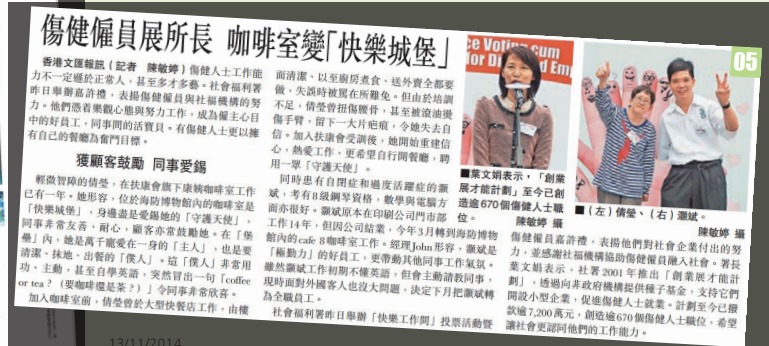 傷健僱員展所長 咖啡室變「快樂城堡」
香港文匯報訊(記者 陳敏婷)傷健人士工作能
力不一定遜於正常人,甚至多才多藝。社會福利署
昨日舉辦嘉許禮,表揚傷健僱員與社福機構的努
力。他們憑着樂觀心態與努力工作,成為僱主心目
中的好員工,同事間的活寶貝。有傷健人士更以擁
有自己的餐廳為奮鬥目標。
獲顧客鼓勵 同事愛錫
輕微智障的倩瑩,在扶康會旗下康姨咖啡室工作
已有一年。她形容,位於海防博物館內的咖啡室是
「快樂城堡」,身邊盡是愛錫她的「守護天使」,
同事非常友善、耐心,顧客亦常鼓勵她。在「堡
壘」內,她是萬千寵愛在一身的「主人」,也是要
清潔、抹地、出餐的「僕人」。這「僕人」非常用
功、主動,甚至自學英語,突然冒出一句「coffee
or tea?(要咖啡還是茶?)」令同事非常欣喜。
加入咖啡室前,倩瑩曾於大型快餐店工作,由樓
面清潔、以至廚房煮食、送外賣全都要
做,失誤時被罵在所難免。但由於培訓
不足,倩瑩曾扭傷腰骨,甚至被滾油燙
傷手臂,留下一大片疤痕,令她失去自
信。加入扶康會受訓後,她開始重建信
心,熱愛工作,更希望自行開餐廳,聘
用一眾「守護天使」。
同時患有自閉症和過度活躍症的灝
斌,考有8級鋼琴資格,數學與電腦方
面亦很好。灝斌原本在印刷公司門市部
工作14年,但因公司結業,今年3月轉到海防博物
館內的cafe 8咖啡室工作。經理John形容,灝斌是
「極勤力」的好員工,更帶動其他同事工作氣氛。
雖然灝斌工作初期不懂英語,但會主動請教同事,
現時面對外國客人也沒大問題,決定下月把灝斌轉
為全職員工。
社會福利署昨日舉辦「快樂工作間」投票活動暨
ce Voting cum
for Di
Emp
05
■葉文娟表示,「創業
展才能計劃」至今已創
造逾670個傷健人士職
位。
陳敏婷 攝
■(左)倩瑩、(右)灝斌。
陳敏婷 攝
傷健僱員嘉許禮,表揚他們對社會企業付出的努
力,並感謝社福機構協助傷健僱員融入社會。署長
葉文娟表示,社署2001年推出「創業展才能計
劃」,透過向非政府機構提供種子基金,支持它們
開設小型企業,促進傷健人士就業。計劃至今已撥
款逾7,200萬元,創造逾670個傷健人士職位,希望
讓社會更認同他們的工作能力。
13/11/2014